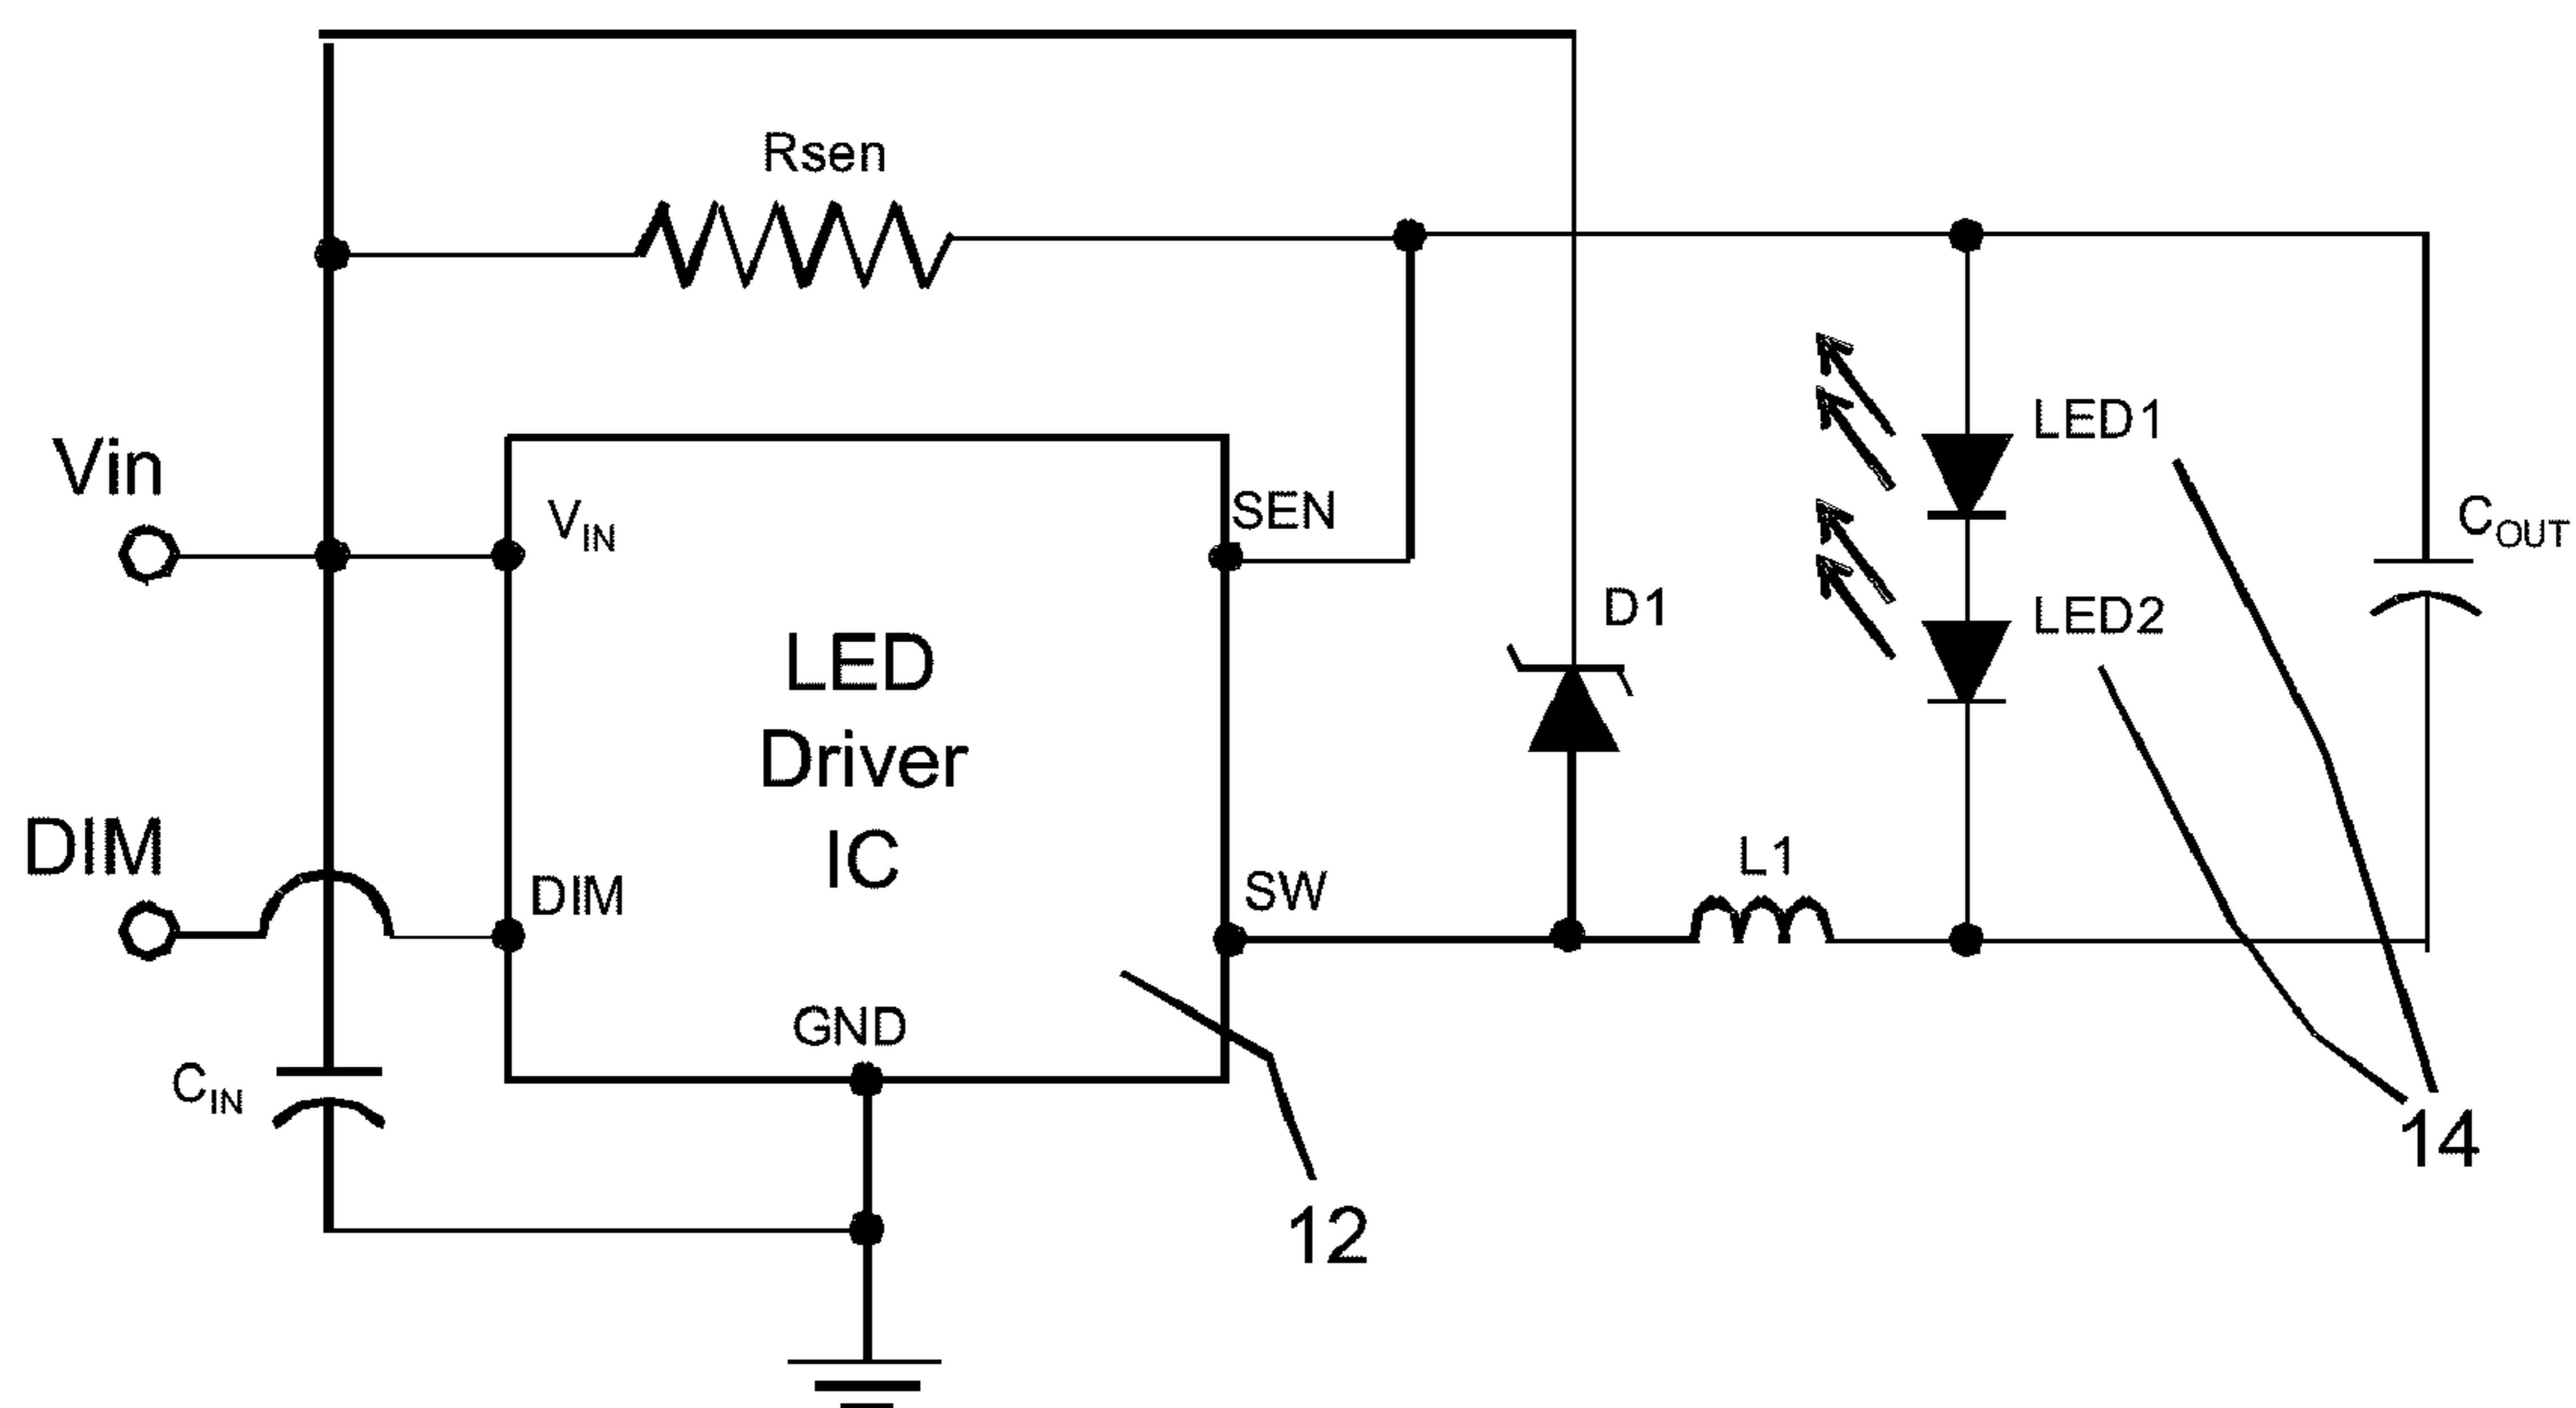 Rsen
Vin
V_IN
SEN
LED1
C_OUT
D1
LED2
LED
Driver
IC
DIM
DIM
SW
L1
GND
C_IN
14
12